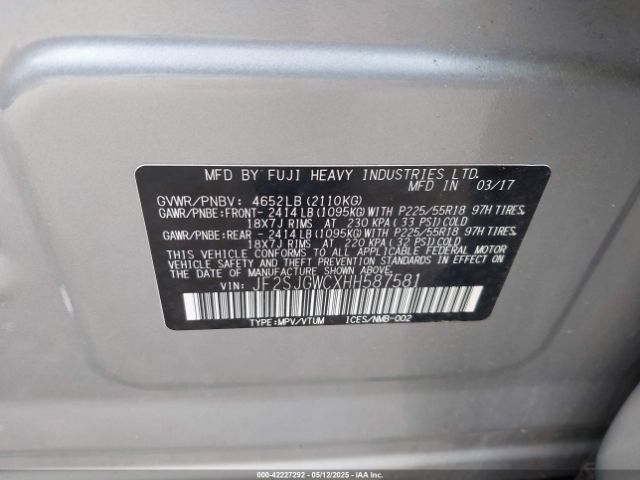 MFD BY FUJI HEAVY INDUSTRIES LTD.
MFD IN 03/17
GVWR/PNBV: 4652LB (2110KG)
GAWR/PNBE:FRONT- 2414LB(1095KG)WITH P225/55R18 97H TIRES,
18X7J RIMS AT 230 KPA( 33 PSI)COLD
GAWR/PNBE:REAR - 2414LB(1095KG)WITH P225/55R18 97H TIRES,
18X7J RIMS AT 220 KPA(32 PSI)COLD
THIS VEHICLE CONFORMS TO ALL APPLICABLE FEDERAL MOTOR
VEHICLE SAFETY AND THEFT PREVENTION STANDARDS IN EFFECT
ON THE DATE OF MANUFACTURE SHOWN ABOVE.
VIN: JF2SJGWCXHH587581
TYPE:MPV/VTUM ICES/NMB-002
000-42227292 - 05/12/2025 - IAAI